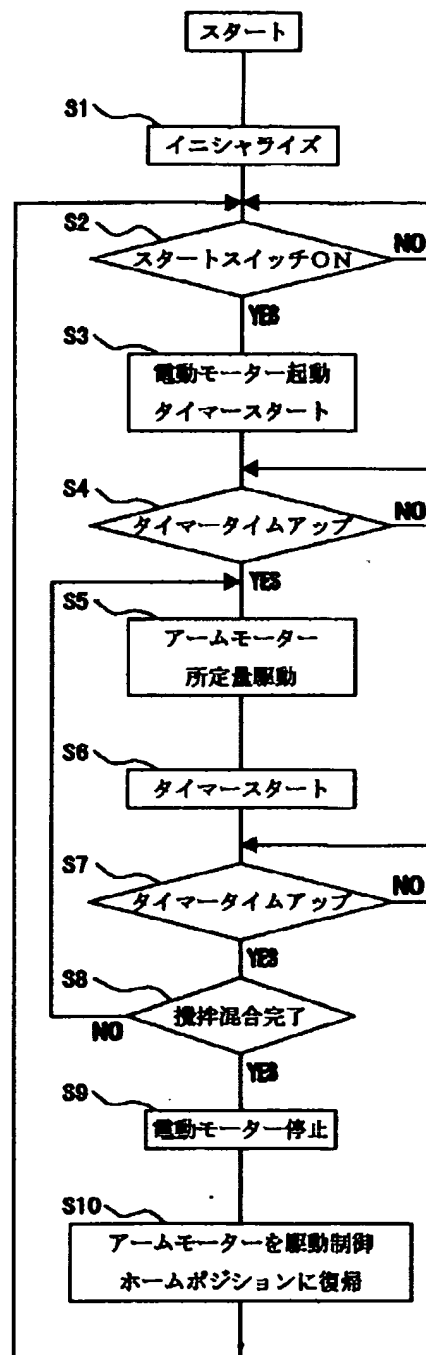 スタート
S1
イニシャライズ
S2
スタートスイッチON
NO
YES
S3
電動モーター起動
タイマースタート
S4
タイマータイムアップ
NO
YES
S5
アームモーター
所定量駆動
S6
タイマースタート
S7
タイマータイムアップ
NO
YES
S8
攪拌混合完了
NO
YES
S9
電動モーター停止
S10
アームモーターを駆動制御
ホームポジションに復帰